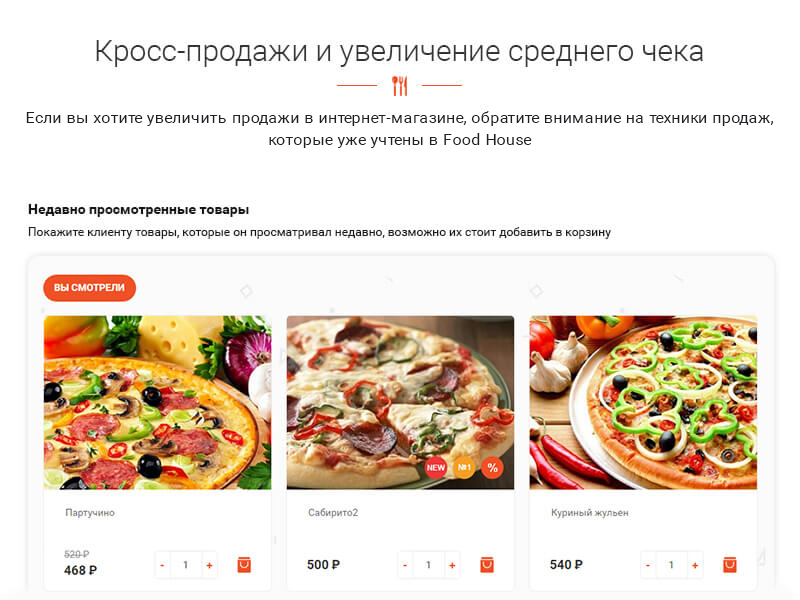 Кросс-продажи и увеличение среднего чека
Если вы хотите увеличить продажи в интернет-магазине, обратите внимание на техники продаж,
которые уже учтены в Food House
Недавно просмотренные товары
Покажите клиенту товары, которые он просматривал недавно, возможно их стоит добавить в корзину
ВЫ СМОТРЕЛИ
NEW №1 %
Партучино
Сабирито2
Куриный жульен
520 ₽
468 ₽
- 1 +
500 ₽
- 1 +
540 ₽
- 1 +